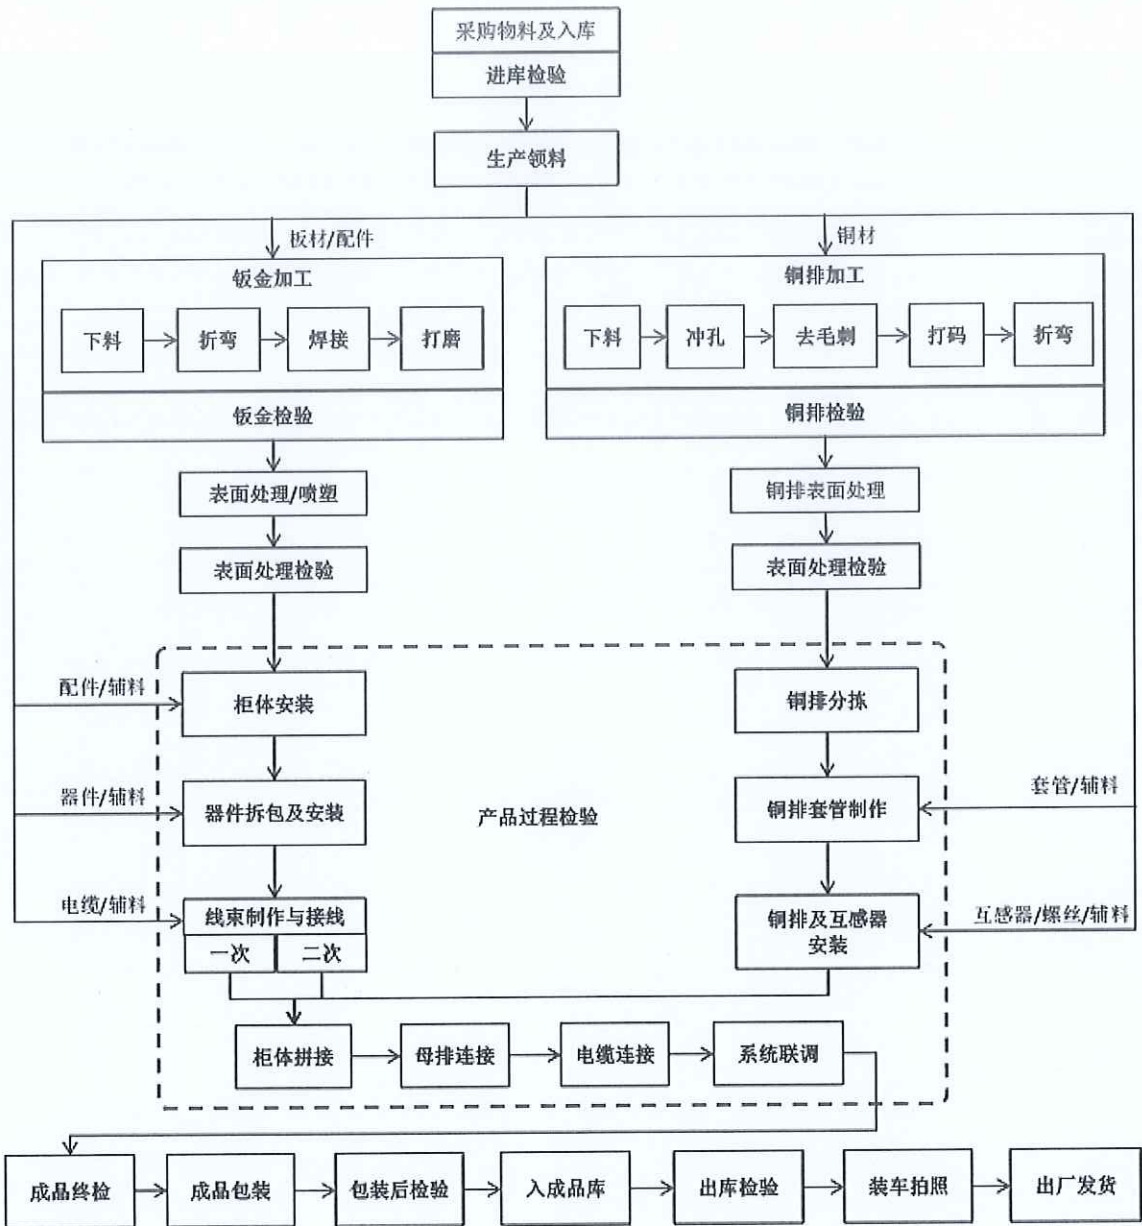 采购物料及入库
进库检验
生产领料
板材/配件
铜材
钣金加工
下料
折弯
焊接
打磨
钣金检验
铜排加工
下料
冲孔
去毛刺
打码
折弯
铜排检验
表面处理/喷塑
铜排表面处理
表面处理检验
表面处理检验
配件/辅料
柜体安装
铜排分拣
器件/辅料
器件拆包及安装
产品过程检验
铜排套管制作
套管/辅料
电缆/辅料
线束制作与接线
一次
二次
铜排及互感器
安装
互感器/螺丝/辅料
柜体拼接
母排连接
电缆连接
系统联调
成品终检
成品包装
包装后检验
入成品库
出库检验
装车拍照
出厂发货